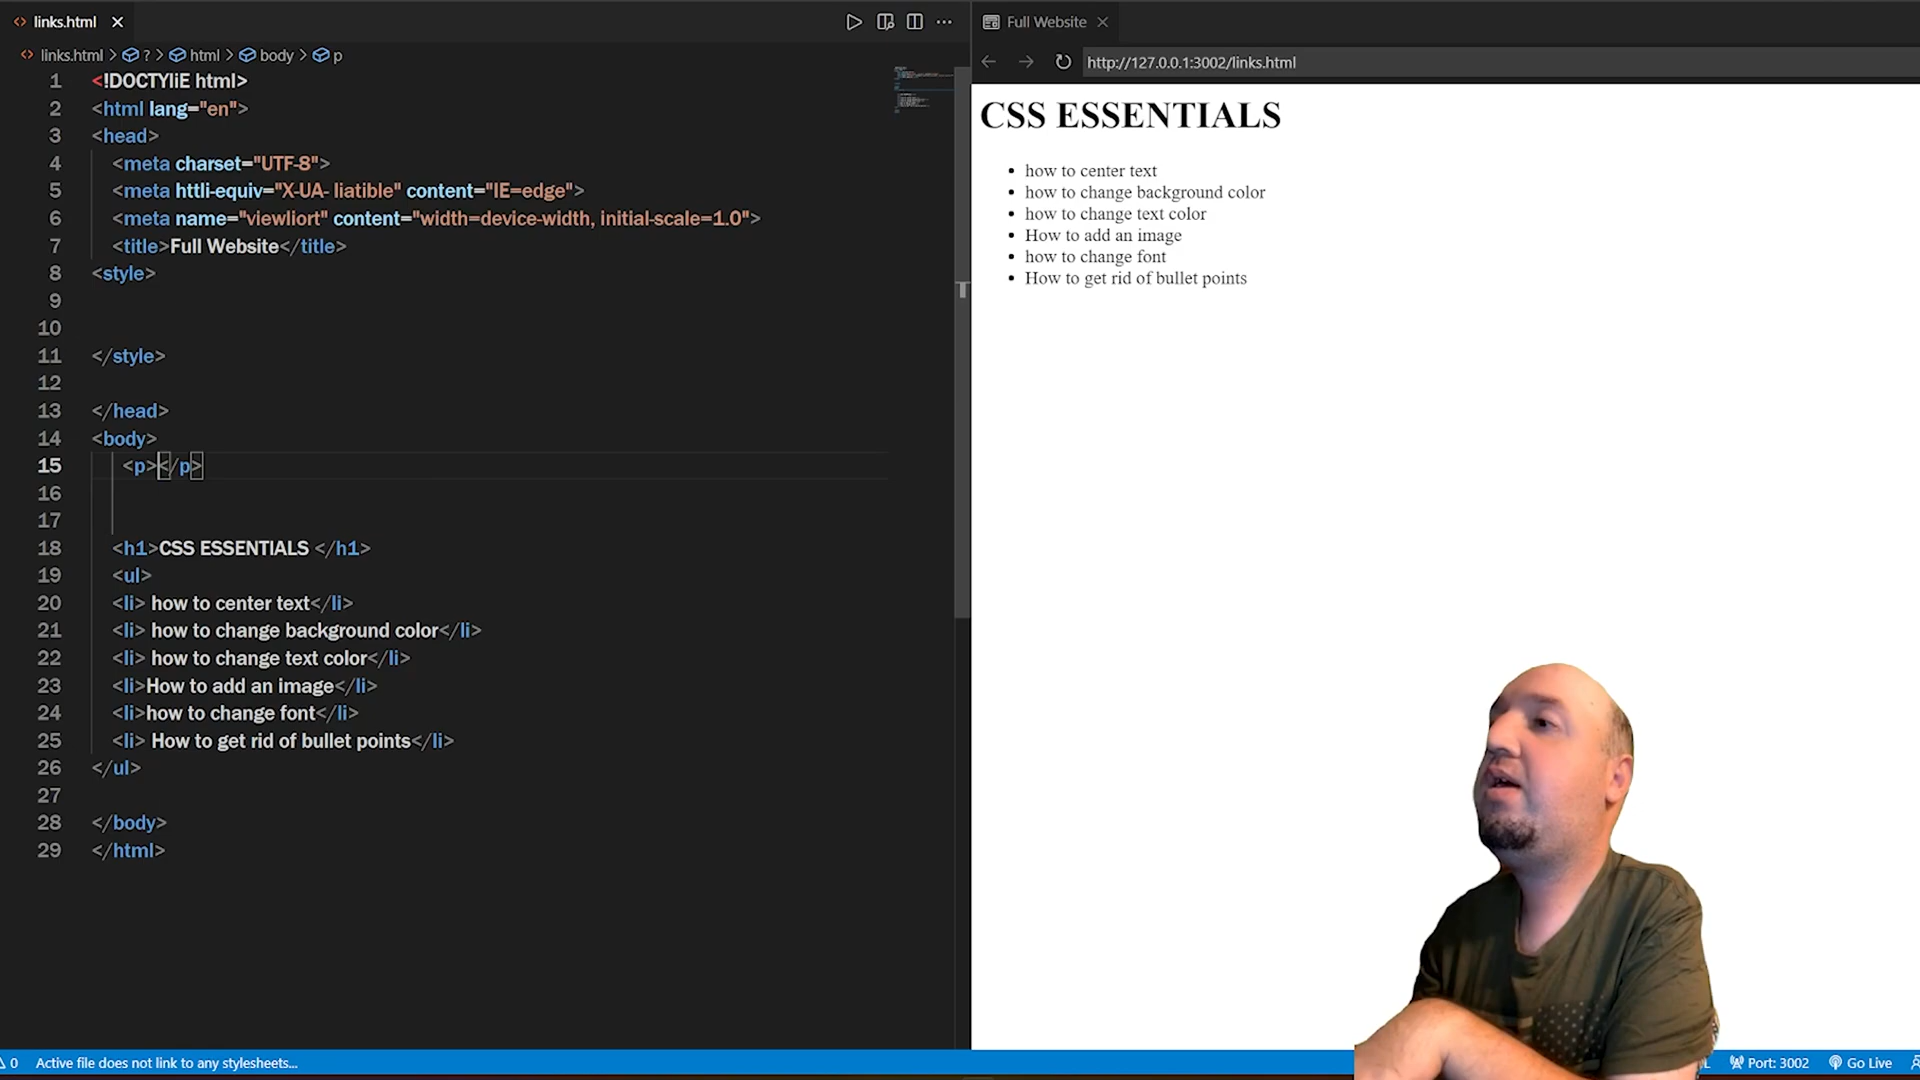 links.html
links.html > ? > html > body > p
1 <!DOCTYliE html>
2 <html lang="en">
3 <head>
4 <meta charset="UTF-8">
5 <meta httli-equiv="X-UA- liatible" content="IE=edge">
6 <meta name="viewliort" content="width=device-width, initial-scale=1.0">
7 <title>Full Website</title>
8 <style>
9
10
11 </style>
12
13 </head>
14 <body>
15 <p></p>
16
17
18 <h1>CSS ESSENTIALS </h1>
19 <ul>
20 <li> how to center text</li>
21 <li> how to change background color</li>
22 <li> how to change text color</li>
23 <li>How to add an image</li>
24 <li>how to change font</li>
25 <li> How to get rid of bullet points</li>
26 </ul>
27
28 </body>
29 </html>
0 Active file does not link to any stylesheets...
Full Website
http://127.0.0.1:3002/links.html
CSS ESSENTIALS
• how to center text
• how to change background color
• how to change text color
• How to add an image
• how to change font
• How to get rid of bullet points
Port: 3002 Go Live